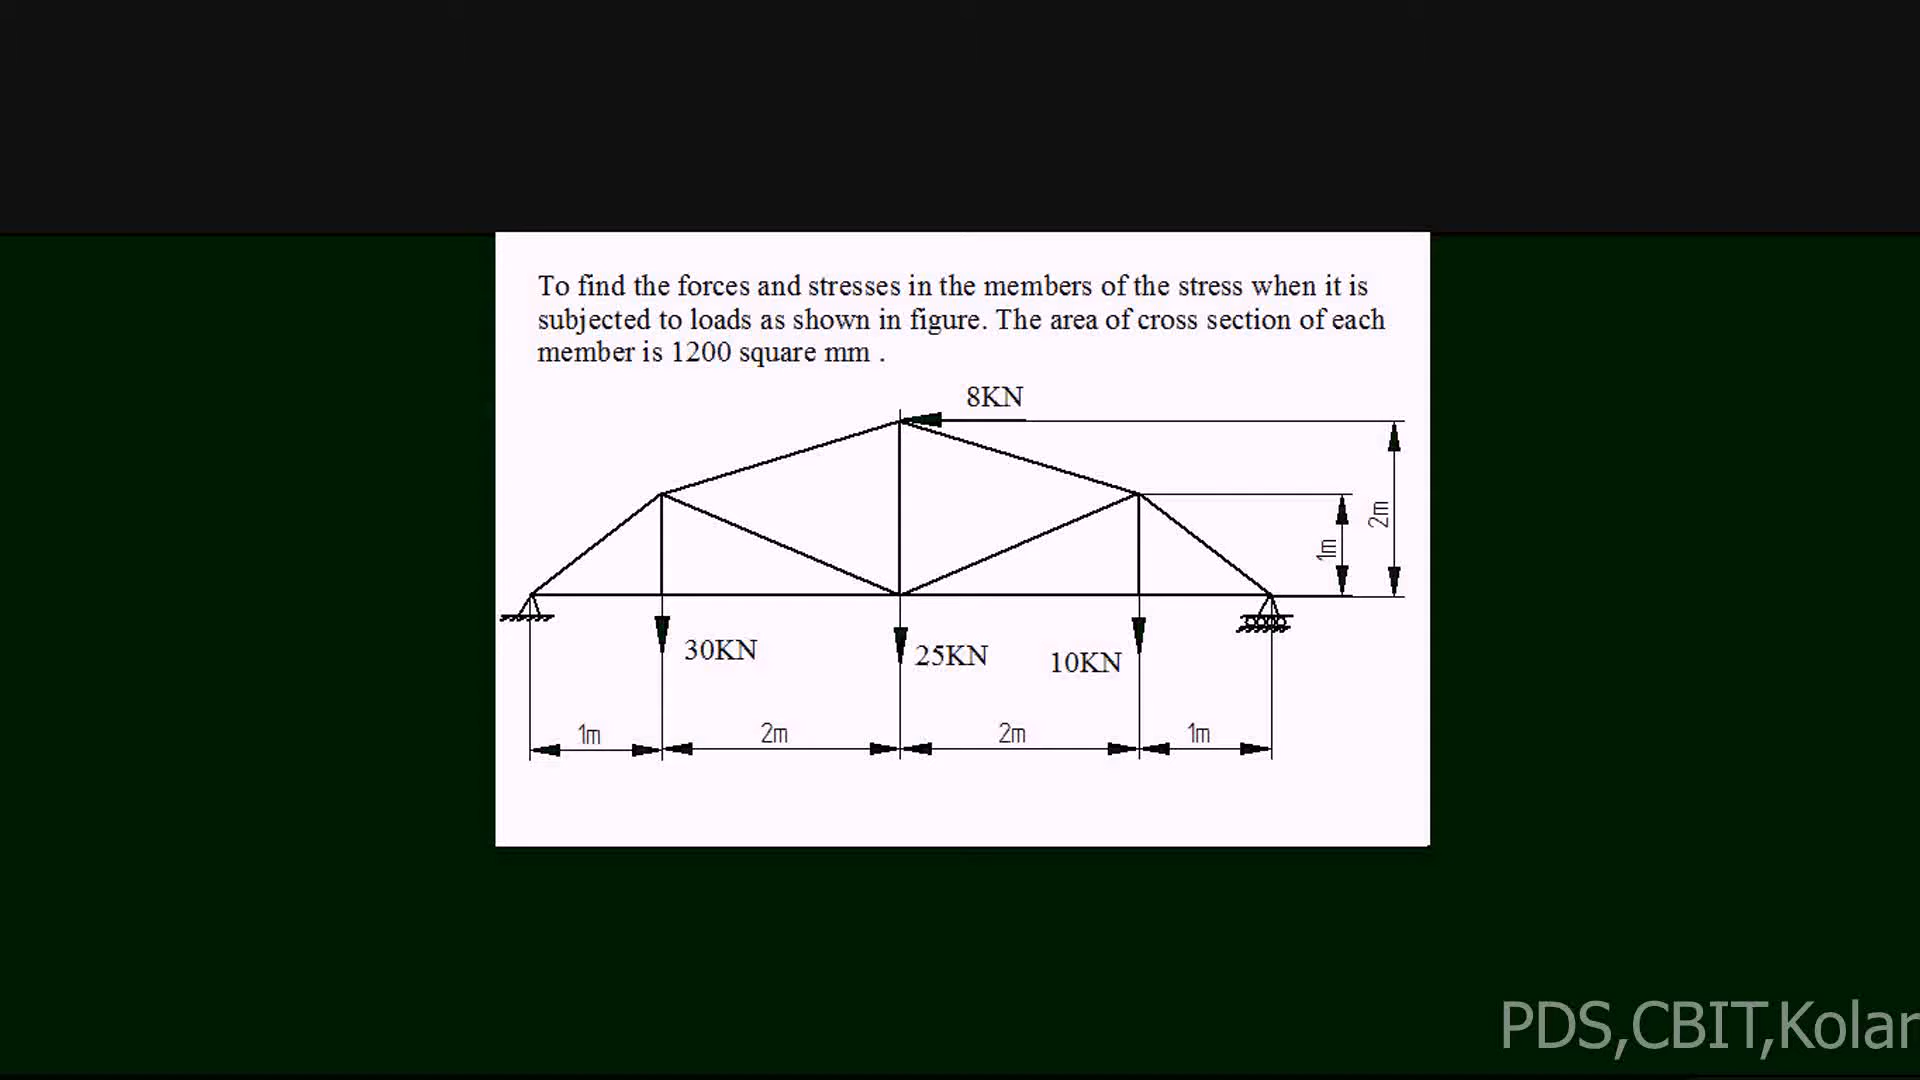 To find the forces and stresses in the members of the stress when it is
subjected to loads as shown in figure. The area of cross section of each
member is 1200 square mm .
8KN
2m
1m
30KN
25KN
10KN
1m
2m
2m
1m
PDS,CBIT,Kolar